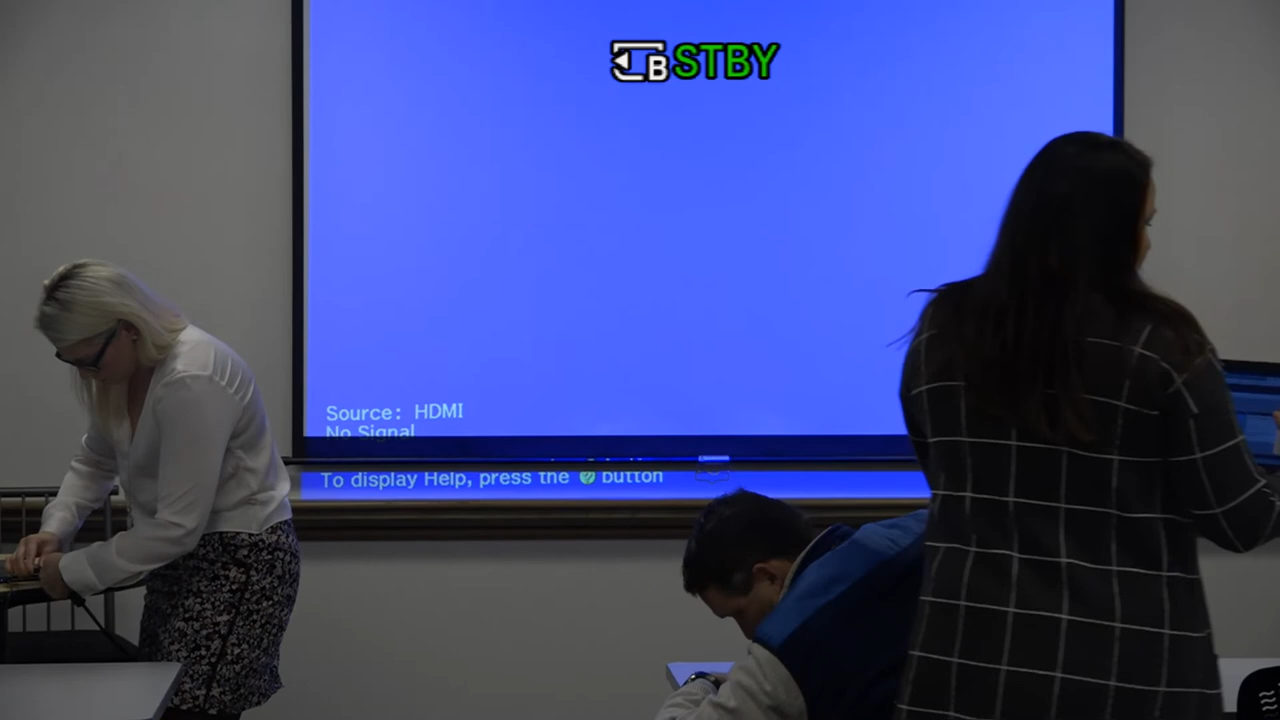 B STBY
Source: HDMI
No Signal
To display Help, press the button